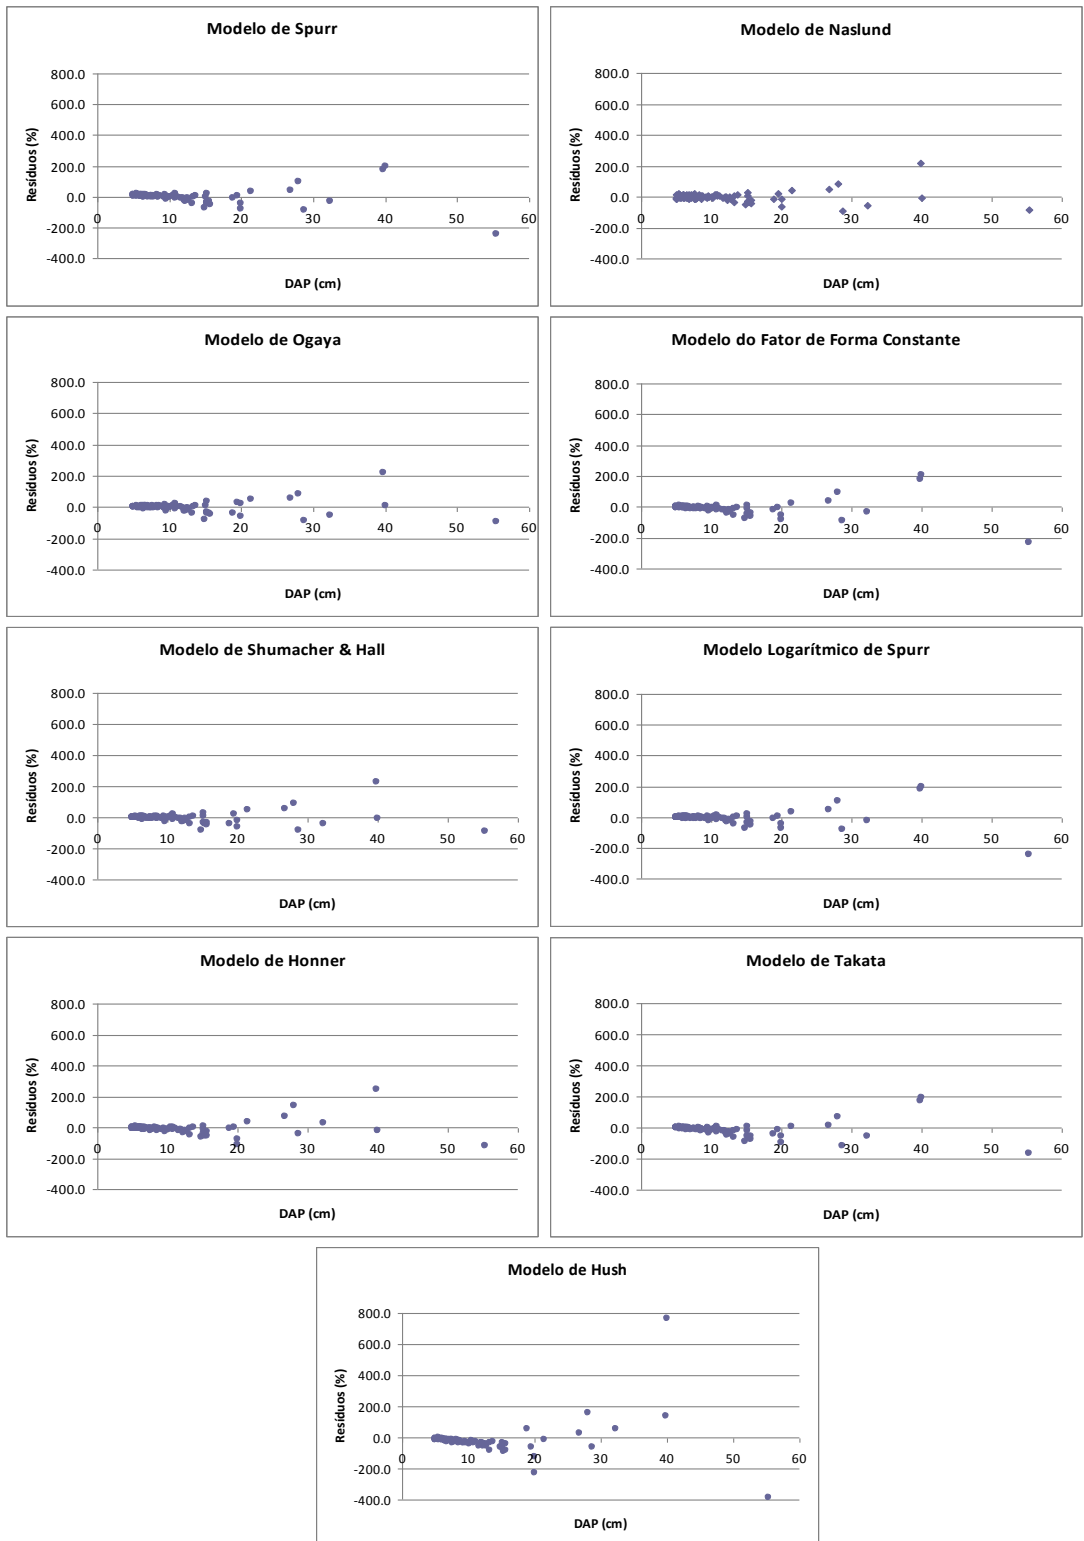 Modelo de Spurr
800.0
600.0
400.0
200.0
0.0
-200.0
-400.0
0 10 20 30 40 50 60
Resíduos (%)
DAP (cm)
Modelo de Naslund
800.0
600.0
400.0
200.0
0.0
-200.0
-400.0
0 10 20 30 40 50 60
Resíduos (%)
DAP (cm)
Modelo de Ogaya
800.0
600.0
400.0
200.0
0.0
-200.0
-400.0
0 10 20 30 40 50 60
Resíduos (%)
DAP (cm)
Modelo do Fator de Forma Constante
800.0
600.0
400.0
200.0
0.0
-200.0
-400.0
0 10 20 30 40 50 60
Resíduos (%)
DAP (cm)
Modelo de Shumacher & Hall
800.0
600.0
400.0
200.0
0.0
-200.0
-400.0
0 10 20 30 40 50 60
Resíduos (%)
DAP (cm)
Modelo Logarítmico de Spurr
800.0
600.0
400.0
200.0
0.0
-200.0
-400.0
0 10 20 30 40 50 60
Resíduos (%)
DAP (cm)
Modelo de Honner
800.0
600.0
400.0
200.0
0.0
-200.0
-400.0
0 10 20 30 40 50 60
Resíduos (%)
DAP (cm)
Modelo de Takata
800.0
600.0
400.0
200.0
0.0
-200.0
-400.0
0 10 20 30 40 50 60
Resíduos (%)
DAP (cm)
Modelo de Hush
800.0
600.0
400.0
200.0
0.0
-200.0
-400.0
0 10 20 30 40 50 60
Resíduos (%)
DAP (cm)